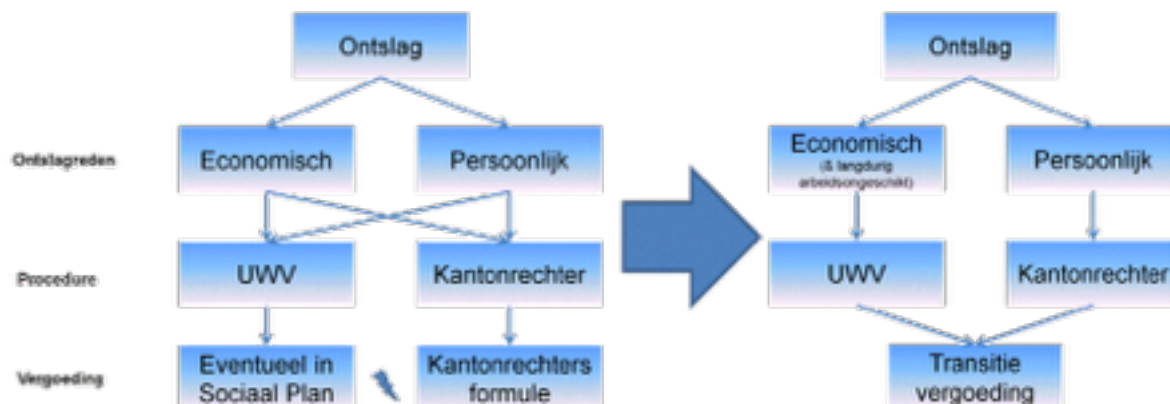 Ontslag
Ontslag
Ontslagreden
Economisch
Persoonlijk
Economisch
(& langdurig
arbeidsongeschikt)
Persoonlijk
Procedure
UWV
Kantonrechter
UWV
Kantonrechter
Vergoeding
Eventueel in
Sociaal Plan
Kantonrechters
formule
Transitie
vergoeding